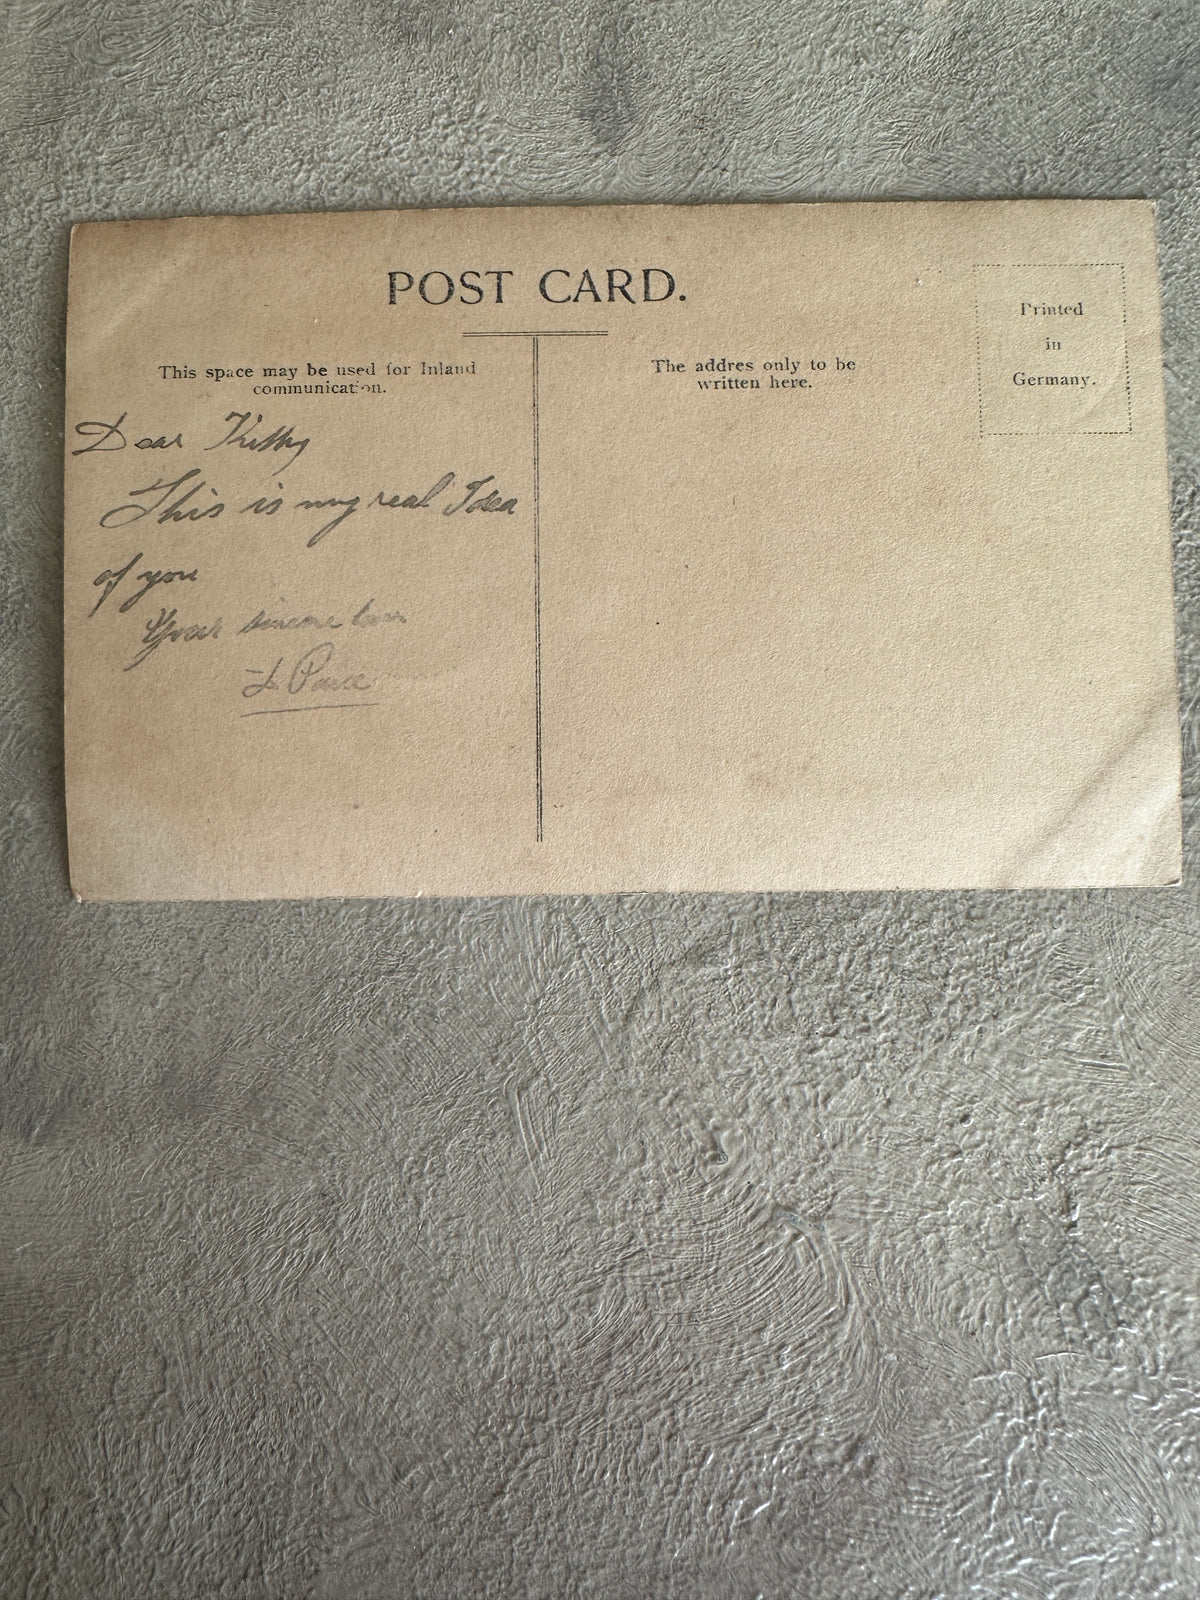 POST CARD.
This space may be used for Inland
communication.
The addres only to be
written here.
Printed
in
Germany.
Dear Kitty
This is my real Idea
of you
Your sincere